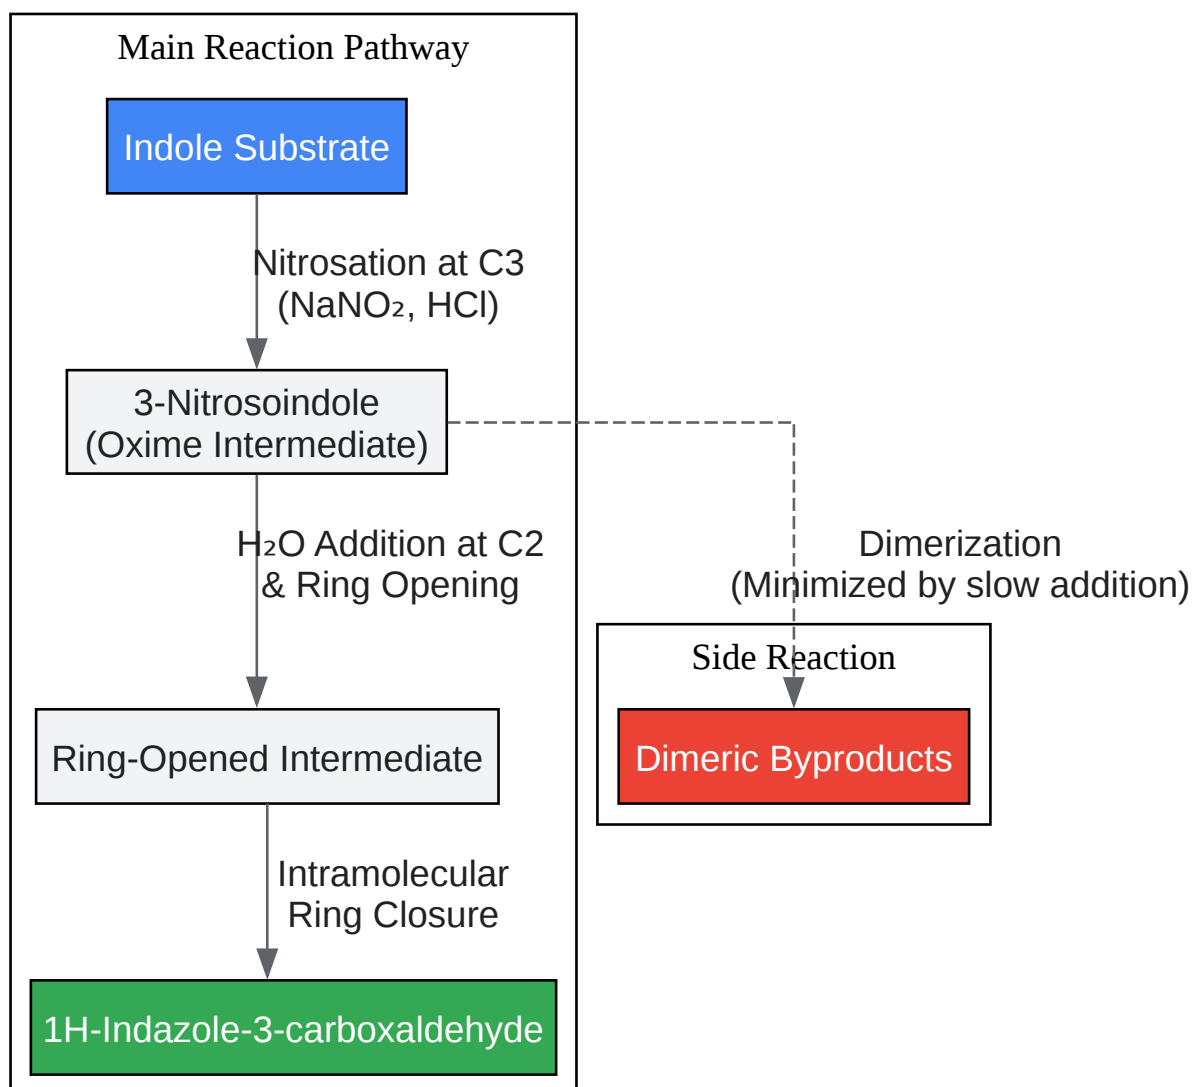 Main Reaction Pathway
Indole Substrate
Nitrosation at C3
(NaNO₂, HCl)
3-Nitrosoindole
(Oxime Intermediate)
H₂O Addition at C2
& Ring Opening
Dimerization
(Minimized by slow addition)
Side Reaction
Ring-Opened Intermediate
Dimeric Byproducts
Intramolecular
Ring Closure
1H-Indazole-3-carboxaldehyde